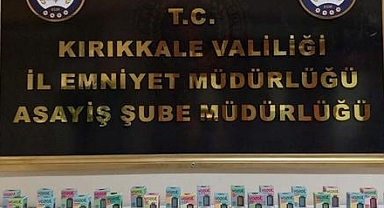 T.C.
KIRIKKALE VALİLİĞİ
İL EMNİYET MÜDÜRLÜĞÜ
ASAYİŞ ŞUBE MÜDÜRLÜĞÜ